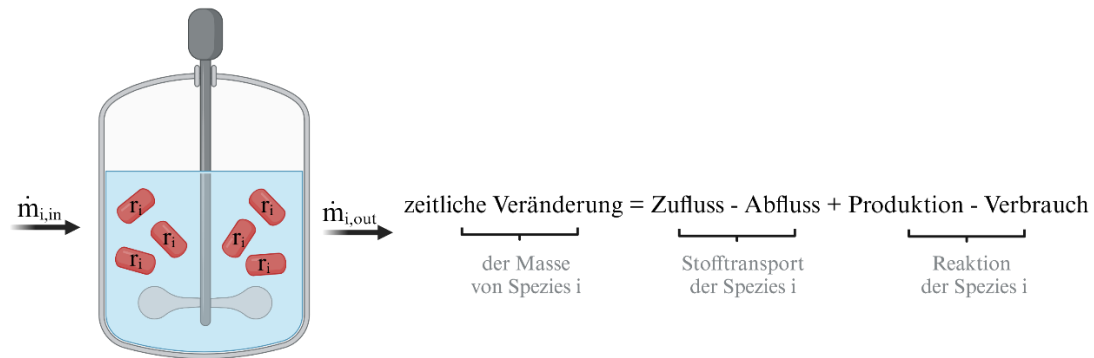 ṁi,in
ri
ri
ri
ri
ri
ri
ṁi,out
zeitliche Veränderung = Zufluss - Abfluss + Produktion - Verbrauch
der Masse
von Spezies i
Stofftransport
der Spezies i
Reaktion
der Spezies i